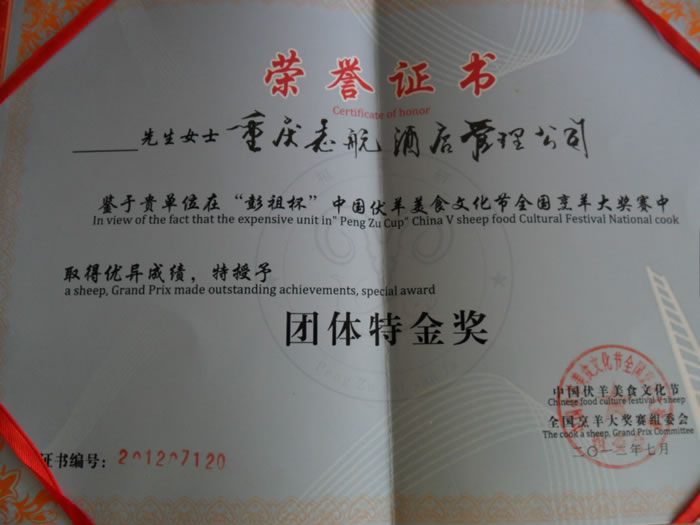 荣誉证书
Certificate of honor
先生女士 重庆志航酒店管理公司
鉴于贵单位在“彭祖杯”中国伏羊美食文化节全国烹羊大奖赛中
In view of the fact that the expensive unit in" Peng Zu Cup" China V sheep food Cultural Festival National cook
取得优异成绩，特授予
a sheep, Grand Prix made outstanding achievements, special award
团体特金奖
中国伏羊美食文化节
Chinese food culture festival V sheep
全国烹羊大奖赛组委会
The cook a sheep, Grand Prix Committee
二〇一二年七月
证书编号：201207120